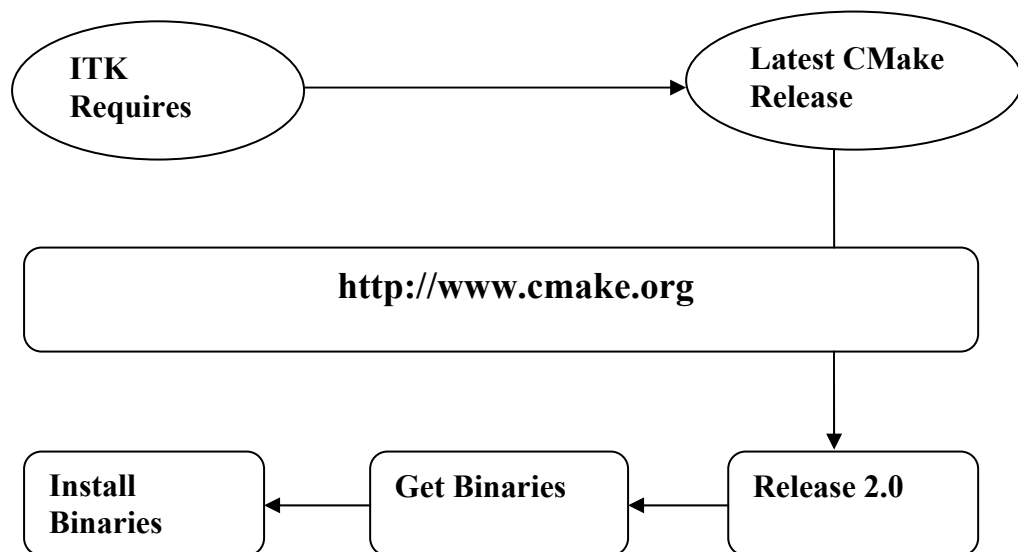 ITK
Requires
Latest CMake
Release
http://www.cmake.org
Install
Binaries
Get Binaries
Release 2.0